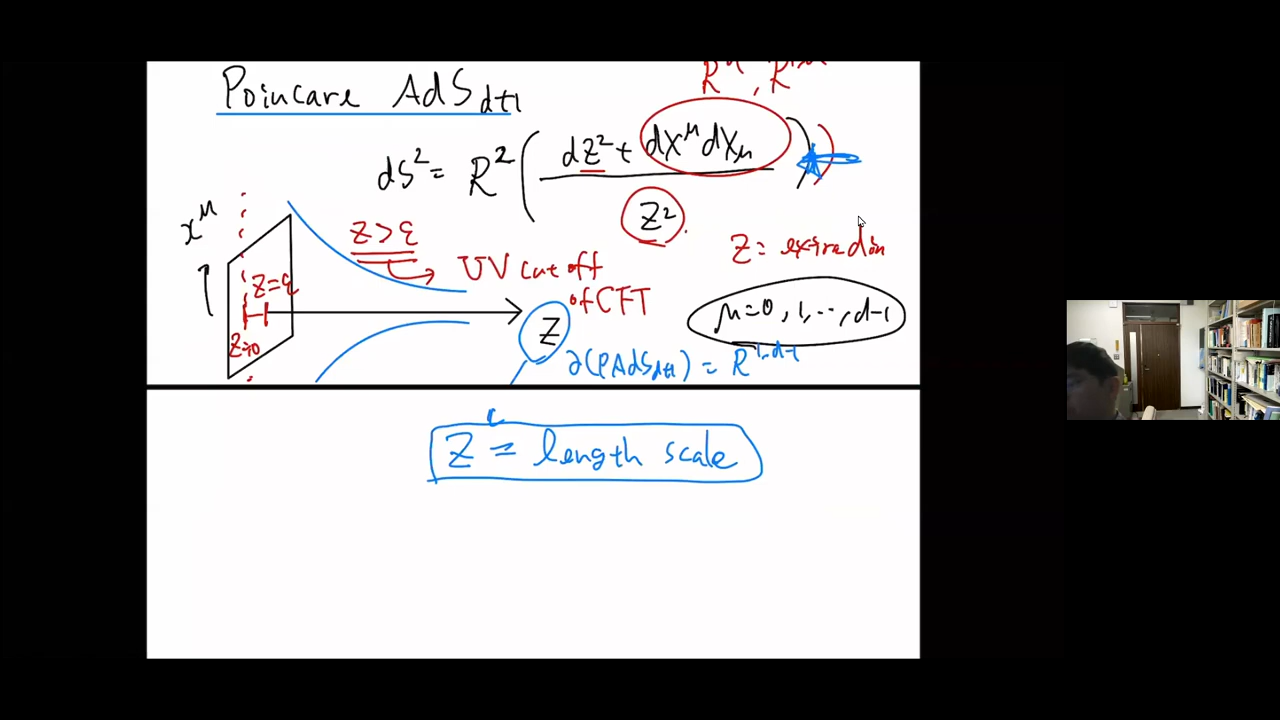 Poincare AdS_{d+1}
dS² = R² ( (dz² + dx^μ dx_μ) / z² )
x^μ
z > ε
UV cut off
of CFT
z = extra dim
z = ε
z → 0
z
μ = 0, 1, ..., d-1
∂(PAdS_{d+1}) = R^{1,d-1}
z = length scale